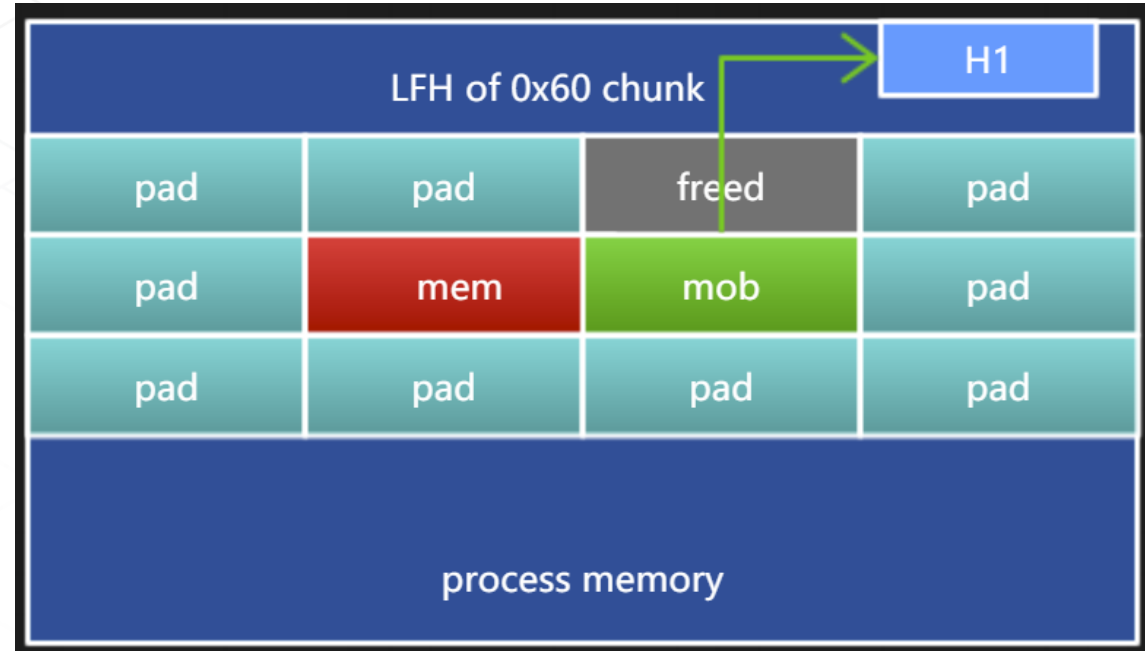 H1
LFH of 0x60 chunk
pad pad freed pad
pad mem mob pad
pad pad pad pad
process memory